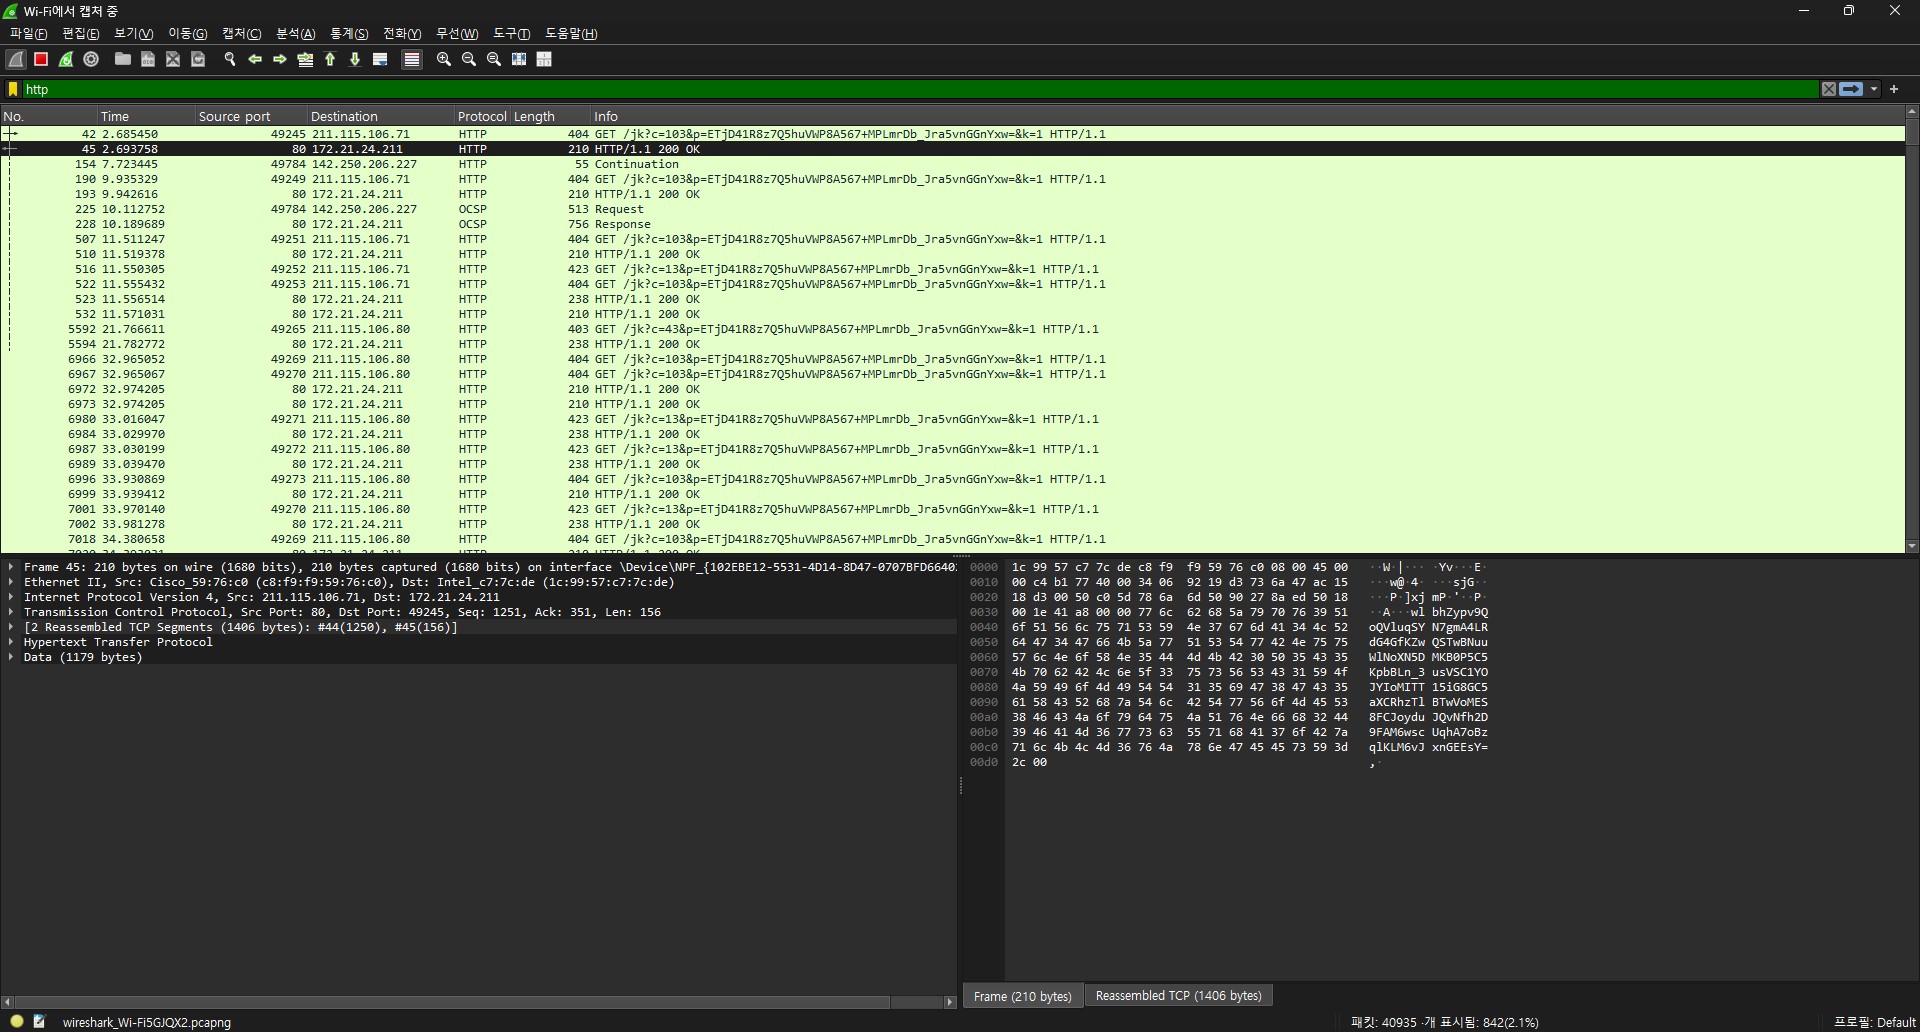 Wi-Fi에서 캡처 중
파일(F) 편집(E) 보기(V) 이동(G) 캡처(C) 분석(A) 통계(S) 전화(Y) 무선(W) 도구(T) 도움말(H)
http
No. Time Source port Destination Protocol Length Info
42 2.685450 49245 211.115.106.71 HTTP 404 GET /jk?c=103&p=ETjD41R8z7Q5huVWP8A567+MPLmrDb_Jra5vnGGnYxw=&k=1 HTTP/1.1
45 2.693758 80 172.21.24.211 HTTP 210 HTTP/1.1 200 OK
154 7.723445 49784 142.250.206.227 HTTP 55 Continuation
190 9.935329 49249 211.115.106.71 HTTP 404 GET /jk?c=103&p=ETjD41R8z7Q5huVWP8A567+MPLmrDb_Jra5vnGGnYxw=&k=1 HTTP/1.1
193 9.942616 80 172.21.24.211 HTTP 210 HTTP/1.1 200 OK
225 10.112752 49784 142.250.206.227 OCSP 513 Request
228 10.189689 80 172.21.24.211 OCSP 756 Response
507 11.511247 49251 211.115.106.71 HTTP 404 GET /jk?c=103&p=ETjD41R8z7Q5huVWP8A567+MPLmrDb_Jra5vnGGnYxw=&k=1 HTTP/1.1
510 11.519378 80 172.21.24.211 HTTP 210 HTTP/1.1 200 OK
516 11.550305 49252 211.115.106.71 HTTP 423 GET /jk?c=13&p=ETjD41R8z7Q5huVWP8A567+MPLmrDb_Jra5vnGGnYxw=&k=1 HTTP/1.1
522 11.555432 49253 211.115.106.71 HTTP 404 GET /jk?c=103&p=ETjD41R8z7Q5huVWP8A567+MPLmrDb_Jra5vnGGnYxw=&k=1 HTTP/1.1
523 11.556514 80 172.21.24.211 HTTP 238 HTTP/1.1 200 OK
532 11.571031 80 172.21.24.211 HTTP 210 HTTP/1.1 200 OK
5592 21.766611 49265 211.115.106.80 HTTP 403 GET /jk?c=43&p=ETjD41R8z7Q5huVWP8A567+MPLmrDb_Jra5vnGGnYxw=&k=1 HTTP/1.1
5594 21.782772 80 172.21.24.211 HTTP 238 HTTP/1.1 200 OK
6966 32.965052 49269 211.115.106.80 HTTP 404 GET /jk?c=103&p=ETjD41R8z7Q5huVWP8A567+MPLmrDb_Jra5vnGGnYxw=&k=1 HTTP/1.1
6967 32.965067 49270 211.115.106.80 HTTP 404 GET /jk?c=103&p=ETjD41R8z7Q5huVWP8A567+MPLmrDb_Jra5vnGGnYxw=&k=1 HTTP/1.1
6972 32.974205 80 172.21.24.211 HTTP 210 HTTP/1.1 200 OK
6973 32.974205 80 172.21.24.211 HTTP 210 HTTP/1.1 200 OK
6980 33.016047 49271 211.115.106.80 HTTP 423 GET /jk?c=13&p=ETjD41R8z7Q5huVWP8A567+MPLmrDb_Jra5vnGGnYxw=&k=1 HTTP/1.1
6984 33.029970 80 172.21.24.211 HTTP 238 HTTP/1.1 200 OK
6987 33.030199 49272 211.115.106.80 HTTP 423 GET /jk?c=13&p=ETjD41R8z7Q5huVWP8A567+MPLmrDb_Jra5vnGGnYxw=&k=1 HTTP/1.1
6989 33.039470 80 172.21.24.211 HTTP 238 HTTP/1.1 200 OK
6996 33.930869 49273 211.115.106.80 HTTP 404 GET /jk?c=103&p=ETjD41R8z7Q5huVWP8A567+MPLmrDb_Jra5vnGGnYxw=&k=1 HTTP/1.1
6999 33.939412 80 172.21.24.211 HTTP 210 HTTP/1.1 200 OK
7001 33.970140 49270 211.115.106.80 HTTP 423 GET /jk?c=13&p=ETjD41R8z7Q5huVWP8A567+MPLmrDb_Jra5vnGGnYxw=&k=1 HTTP/1.1
7002 33.981278 80 172.21.24.211 HTTP 238 HTTP/1.1 200 OK
7018 34.380658 49269 211.115.106.80 HTTP 404 GET /jk?c=103&p=ETjD41R8z7Q5huVWP8A567+MPLmrDb_Jra5vnGGnYxw=&k=1 HTTP/1.1
Frame 45: 210 bytes on wire (1680 bits), 210 bytes captured (1680 bits) on interface \Device\NPF_{102EBE12-5531-4D14-8D47-0707BFD6640
Ethernet II, Src: Cisco_59:76:c0 (c8:f9:f9:59:76:c0), Dst: Intel_c7:7c:de (1c:99:57:c7:7c:de)
Internet Protocol Version 4, Src: 211.115.106.71, Dst: 172.21.24.211
Transmission Control Protocol, Src Port: 80, Dst Port: 49245, Seq: 1251, Ack: 351, Len: 156
[2 Reassembled TCP Segments (1406 bytes): #44(1250), #45(156)]
Hypertext Transfer Protocol
Data (1179 bytes)
0000 1c 99 57 c7 7c de c8 f9 f9 59 76 c0 08 00 45 00 ··W·|··· ·Yv···E·
0010 00 c4 b1 77 40 00 34 06 92 19 d3 73 6a 47 ac 15 ···w@·4· ···sjG··
0020 18 d3 00 50 c0 5d 78 6a 6d 50 90 27 8a ed 50 18 ···P·]xj mP·'··P·
0030 00 1e 41 a8 00 00 77 6c 62 68 5a 79 70 76 39 51 ··A···wl bhZypv9Q
0040 6f 51 56 6c 75 71 53 59 4e 37 67 6d 41 34 4c 52 oQVluqSY N7gmA4LR
0050 64 47 34 47 66 4b 5a 77 51 53 54 77 42 4e 75 75 dG4GfKZw QSTwBNuu
0060 57 6c 4e 6f 58 4e 35 44 4d 4b 42 30 50 35 43 35 WlNoXN5D MKB0P5C5
0070 4b 70 62 42 4c 6e 5f 33 75 73 56 53 43 31 59 4f KpbBLn_3 usVSC1YO
0080 4a 59 49 6f 4d 49 54 54 31 35 69 47 38 47 43 35 JYIoMITT 15iG8GC5
0090 61 58 43 52 68 7a 54 6c 42 54 77 56 6f 4d 45 53 aXCRhzTl BTwVoMES
00a0 38 46 43 4a 6f 79 64 75 4a 51 76 4e 66 68 32 44 8FCJoydu JQvNfh2D
00b0 39 46 41 4d 36 77 73 63 55 71 68 41 37 6f 42 7a 9FAM6wsc UqhA7oBz
00c0 71 6c 4b 4c 4d 36 76 4a 78 6e 47 45 45 73 59 3d qlKLM6vJ xnGEEsY=
00d0 2c 00 ,·
Frame (210 bytes) Reassembled TCP (1406 bytes)
wireshark_Wi-Fi5GJQX2.pcapng 패킷: 40935 ·개 표시됨: 842(2.1%) 프로필: Default